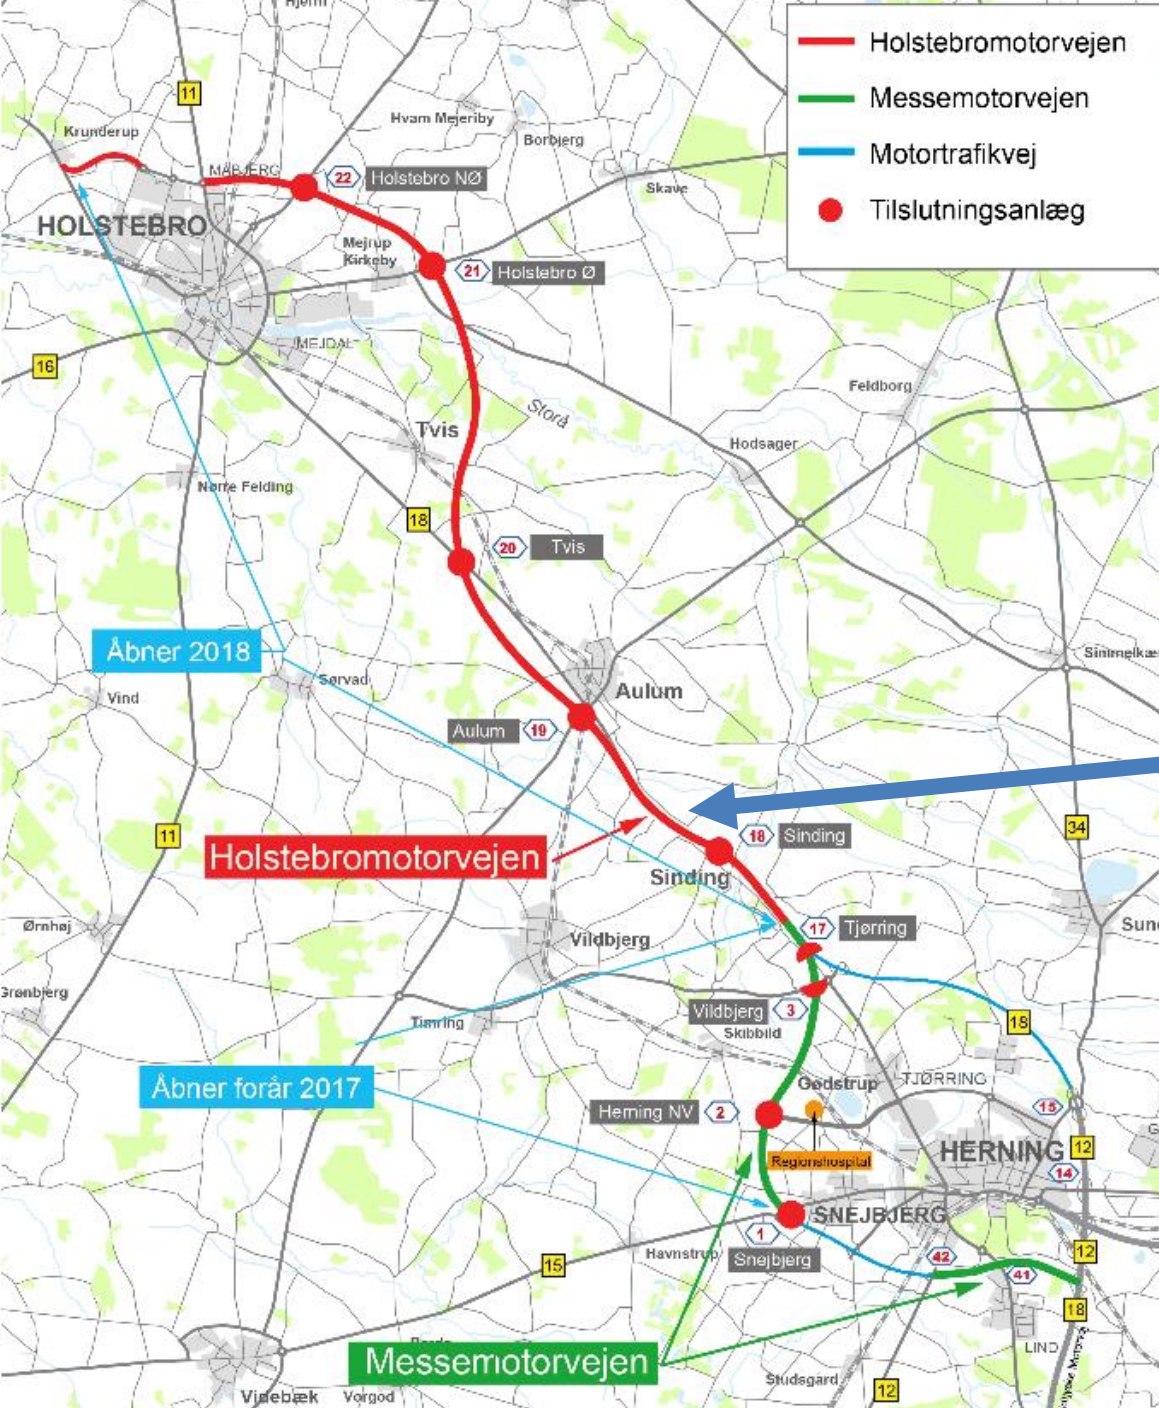 Hjerm
Holstebromotorvejen
Messemotorvejen
Motortrafikvej
Tilslutningsanlæg
11
Hvam Mejeriby
Krunderup
Borbjerg
MÅBJERG
22
Holstebro NØ
Skave
HOLSTEBRO
Mejrup
Kirkeby
21
Holstebro Ø
MEJDAL
16
Feldborg
Storå
Tvis
Hodsager
Nørre Felding
18
20
Tvis
Åbner 2018
Simmelkæ
Sørvad
Aulum
Vind
Aulum
19
11
18
Sinding
34
Holstebromotorvejen
Sinding
Ørnhøj
17
Tjørring
Sun
Vildbjerg
Grønbjerg
Vildbjerg
3
Timring
18
Skibbild
Åbner forår 2017
Gødstrup
TJØRRING
Herning NV
2
15
HERNING
12
Regionshospital
14
SNEJBJERG
1
Havnstrup
Snejbjerg
42
12
15
41
18
LIND
Messemotorvejen
Studsgård
12
Videbæk
Vorgod